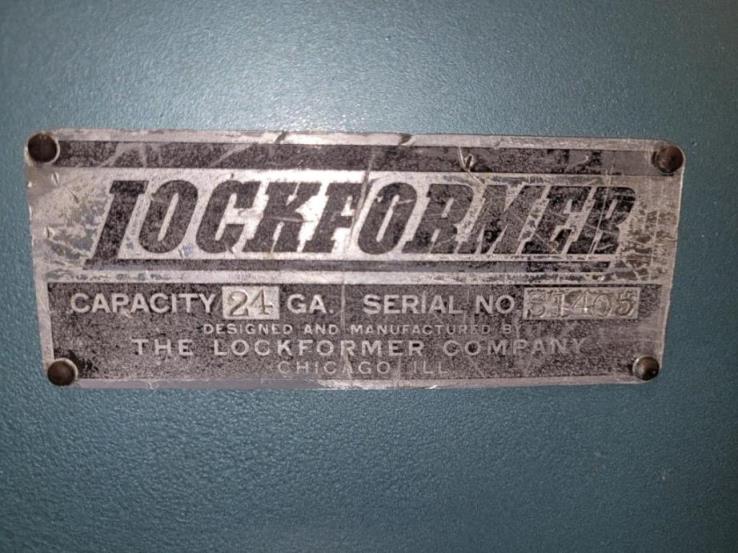 LOCKFORMER
CAPACITY 24 GA. SERIAL NO
DESIGNED AND MANUFACTURED BY
THE LOCKFORMER COMPANY
CHICAGO ILL